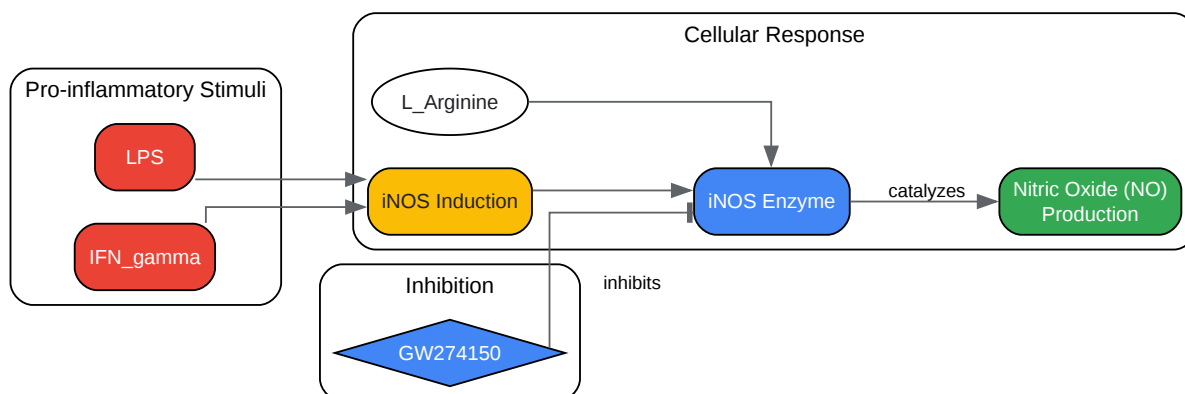 Pro-inflammatory Stimuli
LPS
IFN_gamma
Cellular Response
L_Arginine
iNOS Induction
iNOS Enzyme
catalyzes
Nitric Oxide (NO)
Production
Inhibition
inhibits
GW274150